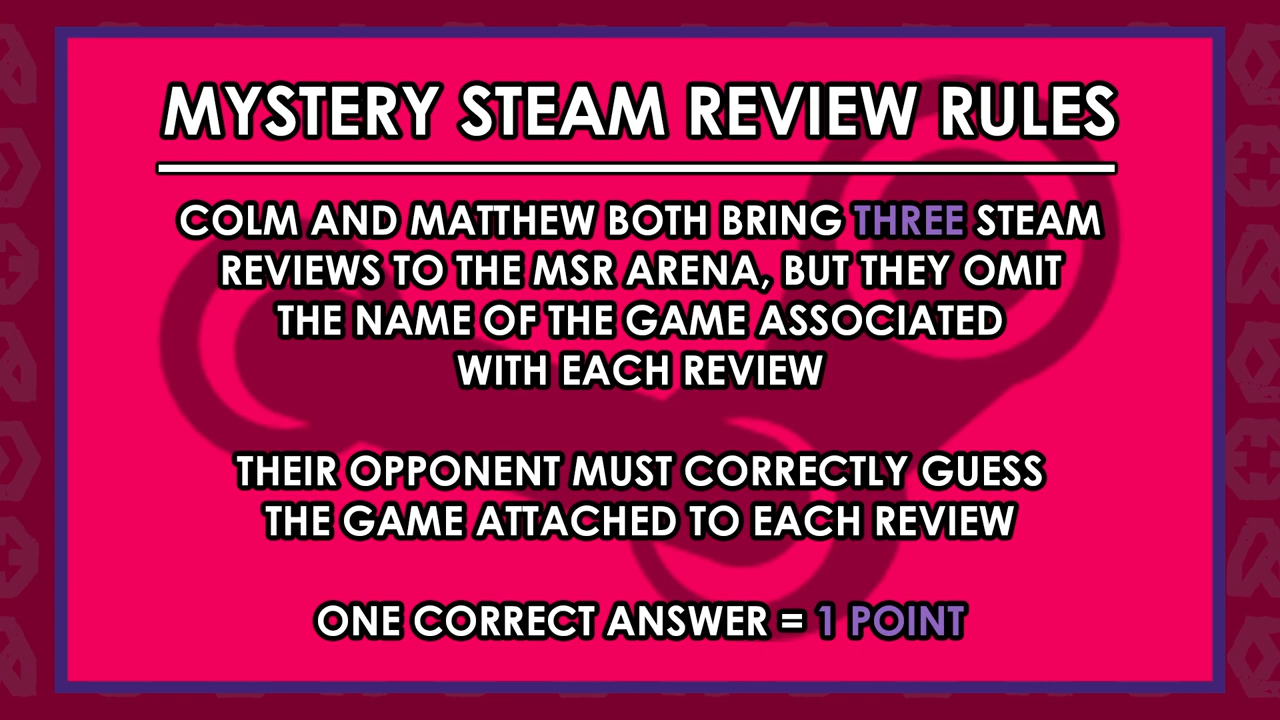 MYSTERY STEAM REVIEW RULES
COLM AND MATTHEW BOTH BRING THREE STEAM
REVIEWS TO THE MSR ARENA, BUT THEY OMIT
THE NAME OF THE GAME ASSOCIATED
WITH EACH REVIEW
THEIR OPPONENT MUST CORRECTLY GUESS
THE GAME ATTACHED TO EACH REVIEW
ONE CORRECT ANSWER = 1 POINT